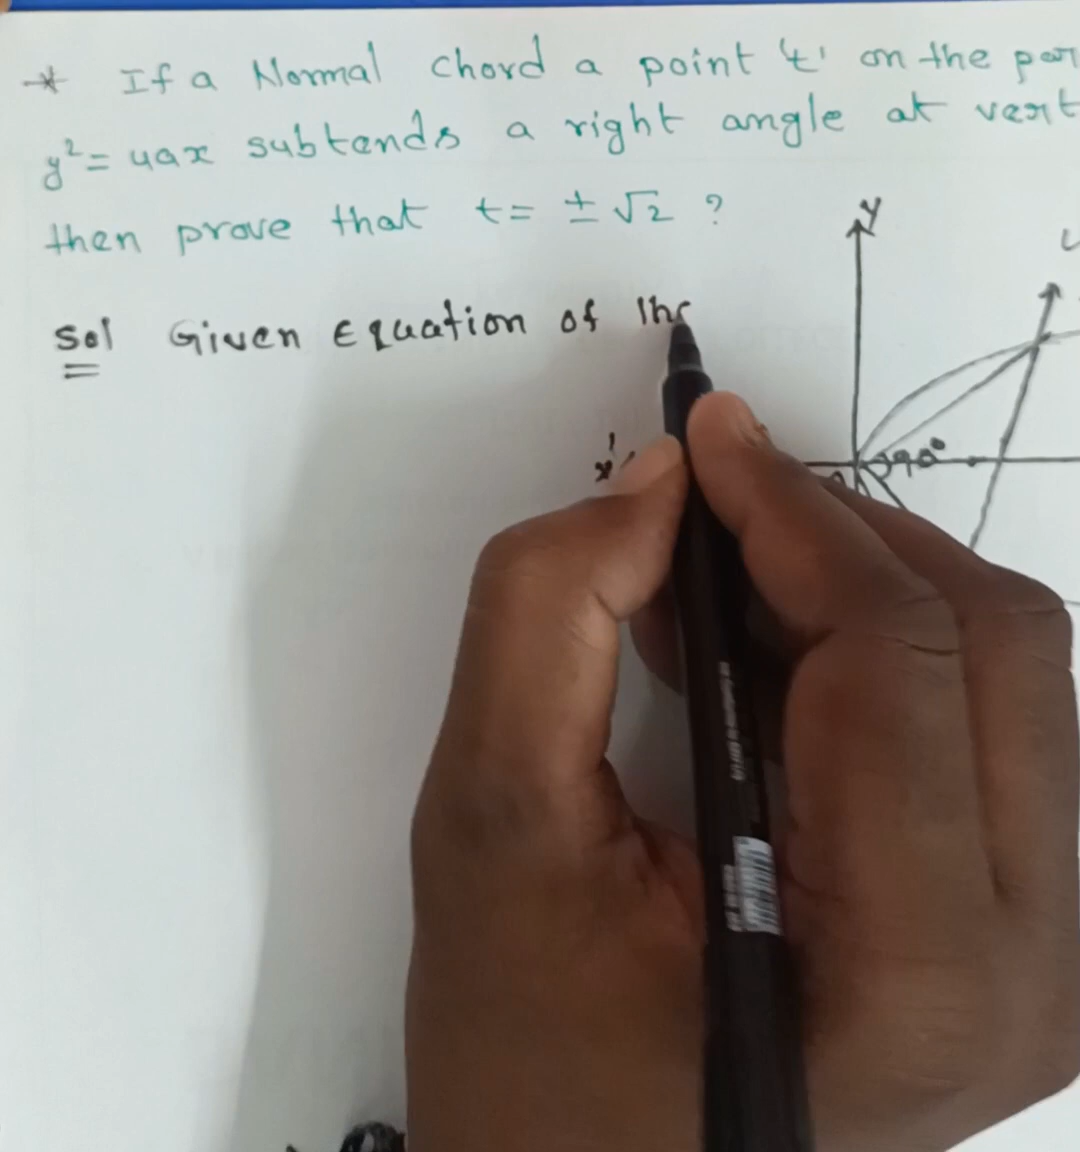 * If a Normal chord a point 't' on the par
y² = 4ax subtends a right angle at vert
then prove that t = ± √2 ?
Y
Sol Given Equation of the
x'
90°